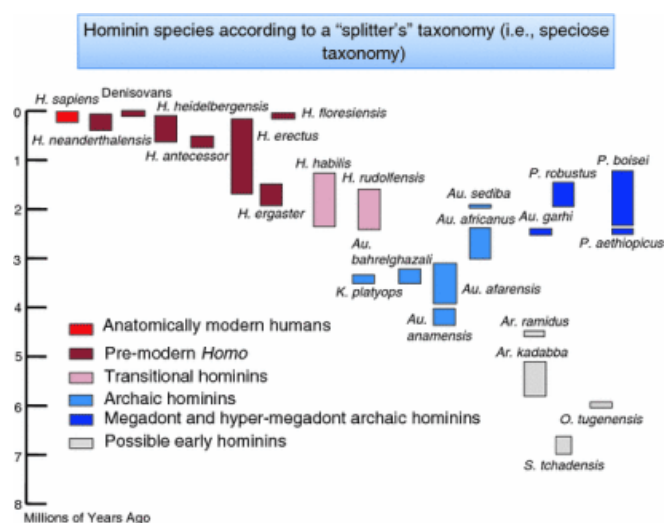 Hominin species according to a “splitter’s” taxonomy (i.e., speciose
taxonomy)
Denisovans
H. sapiens
H. heidelbergensis
H. floresiensis
H. neanderthalensis
H. erectus
H. antecessor
H. habilis
H. rudolfensis
P. robustus
P. boisei
Au. sediba
H. ergaster
Au. africanus
Au. garhi
Au.
bahrelghazali
P. aethiopicus
K. platyops
Au. afarensis
Au.
anamensis
Ar. ramidus
Ar. kadabba
O. tugenensis
S. tchadensis
0
1
2
3
4
5
6
7
8
Anatomically modern humans
Pre-modern Homo
Transitional hominins
Archaic hominins
Megadont and hyper-megadont archaic hominins
Possible early hominins
Millions of Years Ago